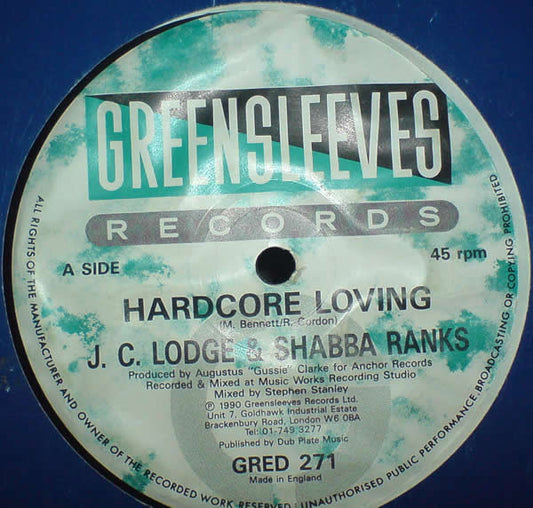 GREENSLEEVES
RECORDS
A SIDE
45 rpm
HARDCORE LOVING
(M. Bennett/R. Gordon)
J. C. LODGE & SHABBA RANKS
Produced by Augustus "Gussie" Clarke for Anchor Records
Recorded & Mixed at Music Works Recording Studio
Mixed by Stephen Stanley
℗ 1990 Greensleeves Records Ltd.
Unit 7, Goldhawk Industrial Estate
Brackenbury Road, London W6 0BA
Tel:.01-749 3277
Published by Dub Plate Music
GRED 271
Made in England
ALL RIGHTS OF THE MANUFACTURER AND OWNER OF THE RECORDED WORK RESERVED. UNAUTHORISED PUBLIC PERFORMANCE, BROADCASTING OR COPYING PROHIBITED